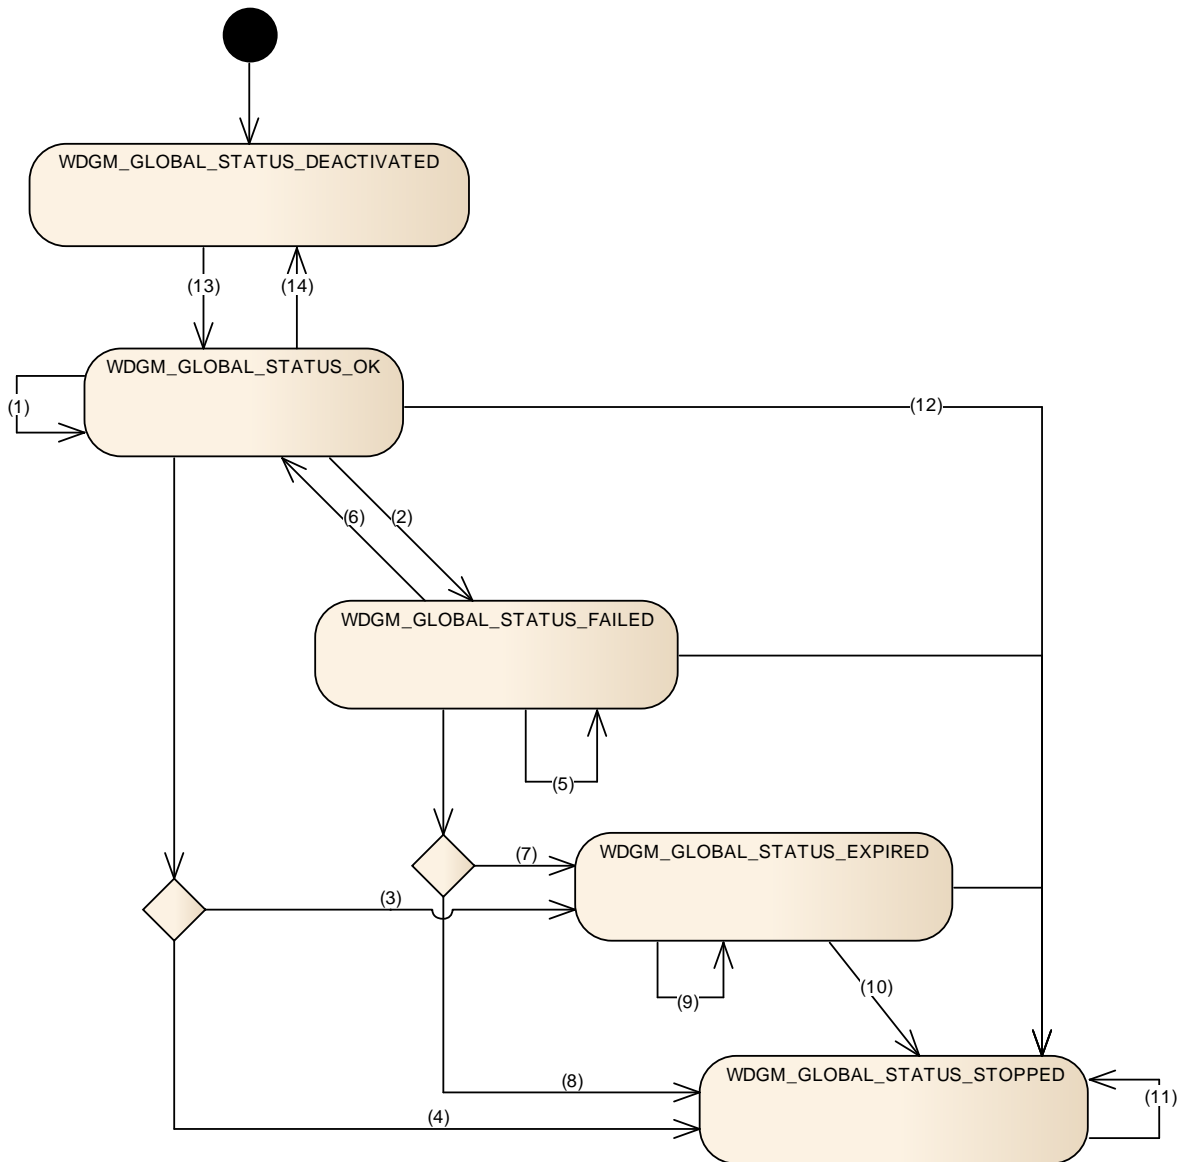 WDGM_GLOBAL_STATUS_DEACTIVATED
(13)
(14)
WDGM_GLOBAL_STATUS_OK
(1)
(12)
(6)
(2)
WDGM_GLOBAL_STATUS_FAILED
(5)
WDGM_GLOBAL_STATUS_EXPIRED
(7)
(3)
(9)
(10)
WDGM_GLOBAL_STATUS_STOPPED
(8)
(11)
(4)